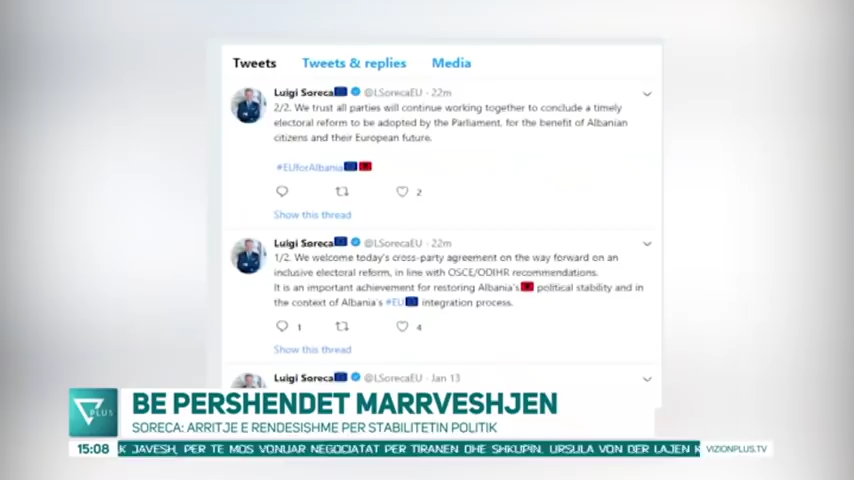 Tweets Tweets & replies Media
Luigi Soreca @LSorecaEU · 22m
2/2. We trust all parties will continue working together to conclude a timely
electoral reform to be adopted by the Parliament, for the benefit of Albanian
citizens and their European future.
#EUforAlbania
2
Show this thread
Luigi Soreca @LSorecaEU · 22m
1/2. We welcome today's cross-party agreement on the way forward on an
inclusive electoral reform, in line with OSCE/ODIHR recommendations.
It is an important achievement for restoring Albania's political stability and in
the context of Albania's #EU integration process.
1 4
Show this thread
Luigi Soreca @LSorecaEU · Jan 13
PLUS
BE PERSHENDET MARRVESHJEN
SORECA: ARRITJE E RENDESISHME PER STABILITETIN POLITIK
15:08 K JAVESH, PER TE MOS VONUAR NEGOCIATAT PER TIRANEN DHE SHKUPIN. URSULA VON DER LAJEN K VIZIONPLUS.TV